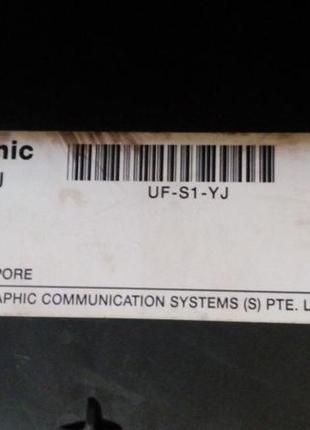 nic
J
UF-S1-YJ
PORE
APHIC COMMUNICATION SYSTEMS (S) PTE. L